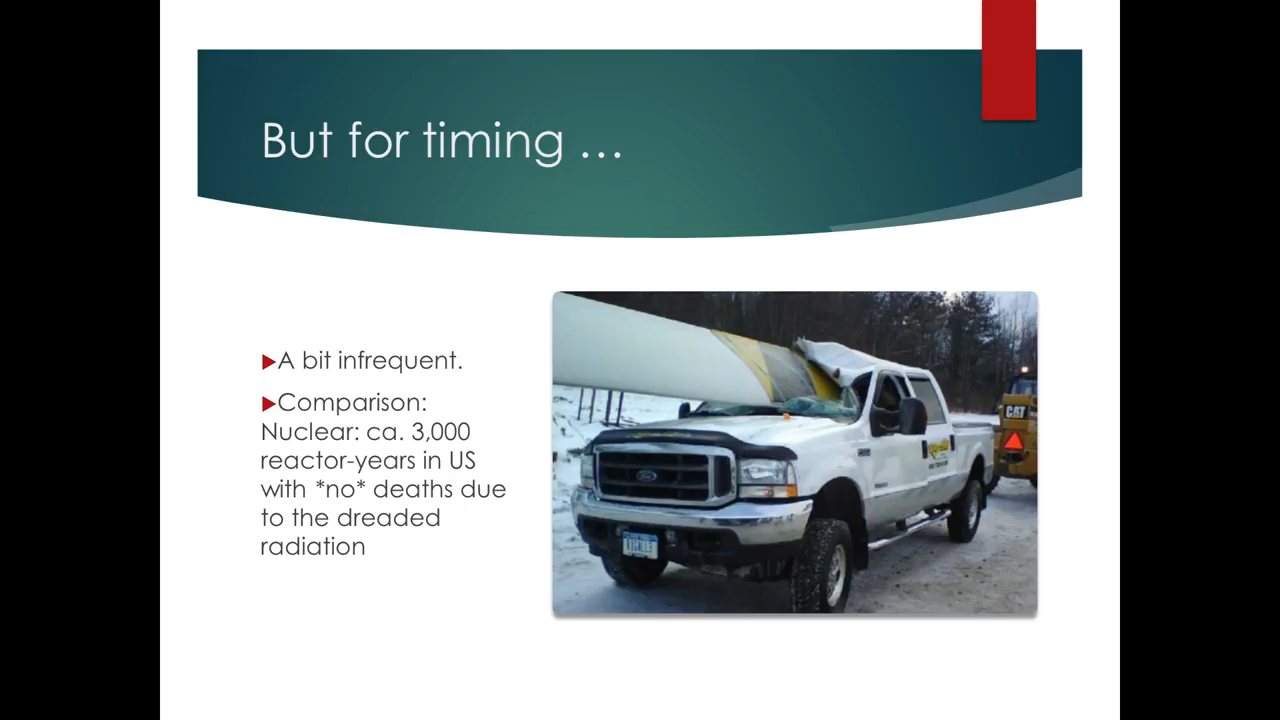 But for timing ...
A bit infrequent.
Comparison:
Nuclear: ca. 3,000
reactor-years in US
with *no* deaths due
to the dreaded
radiation
CAT
Ford